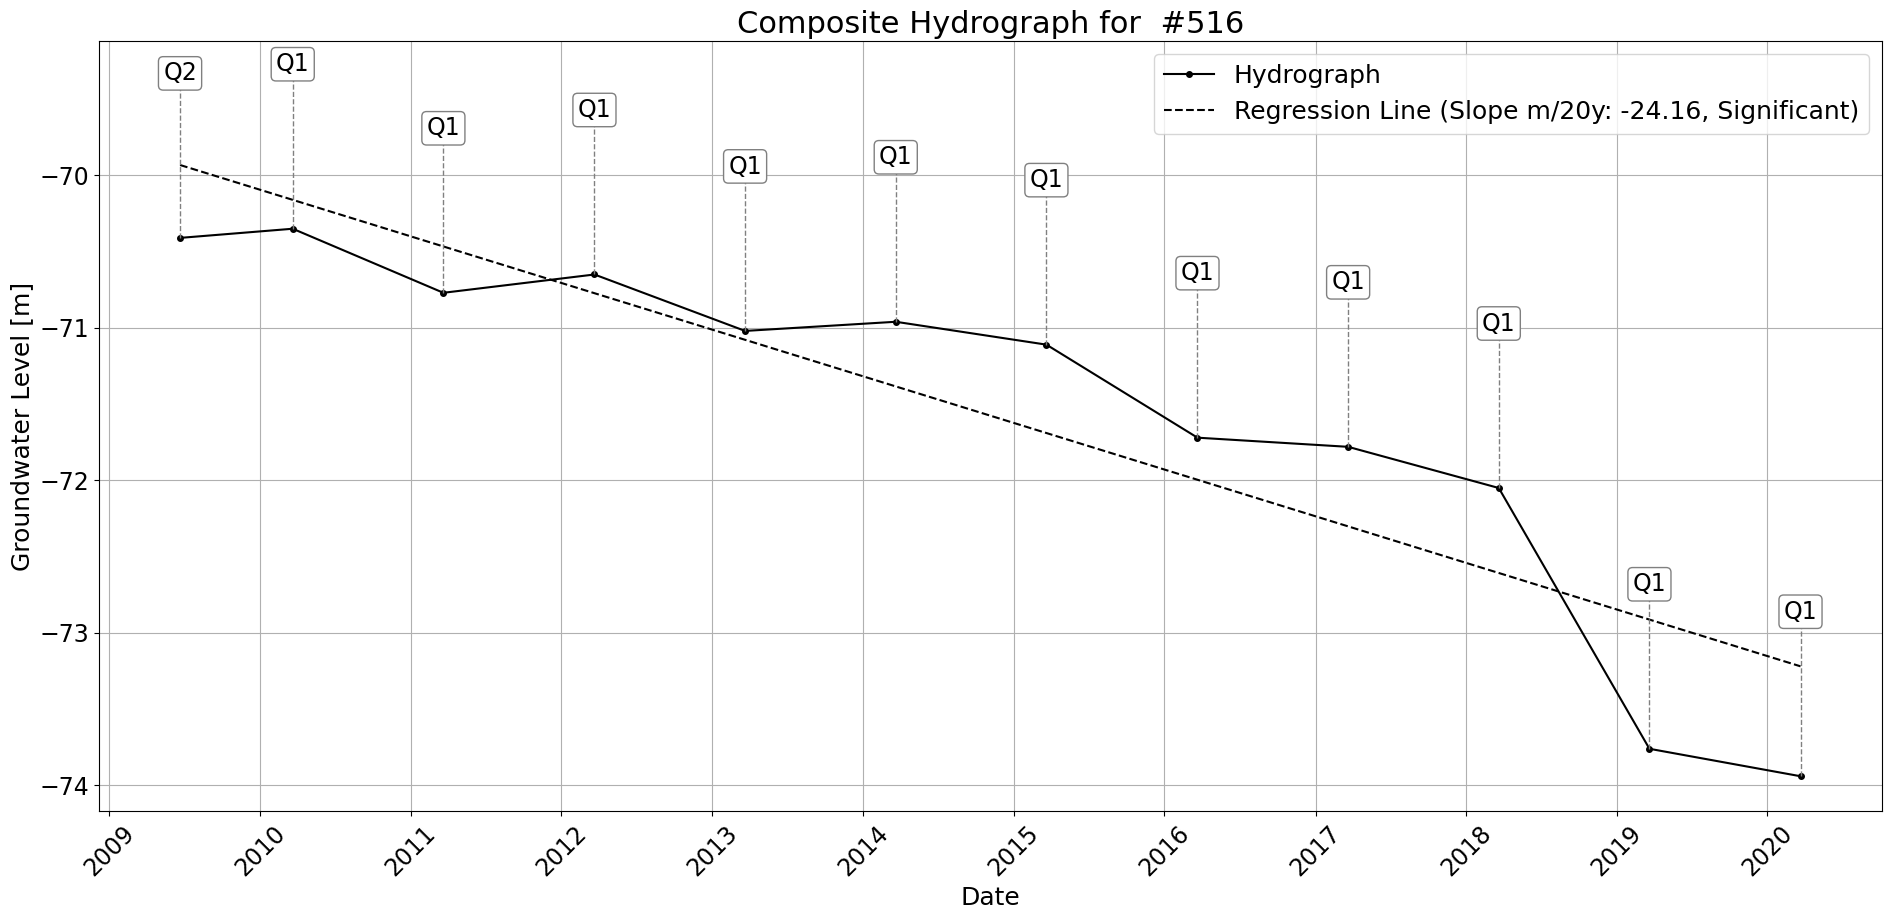 Composite Hydrograph for  #516
Hydrograph
Regression Line (Slope m/20y: -24.16, Significant)
Q2
Q1
Q1
Q1
Q1
Q1
Q1
Q1
Q1
Q1
Q1
Q1
Groundwater Level [m]
−70
−71
−72
−73
−74
2009
2010
2011
2012
2013
2014
2015
2016
2017
2018
2019
2020
Date